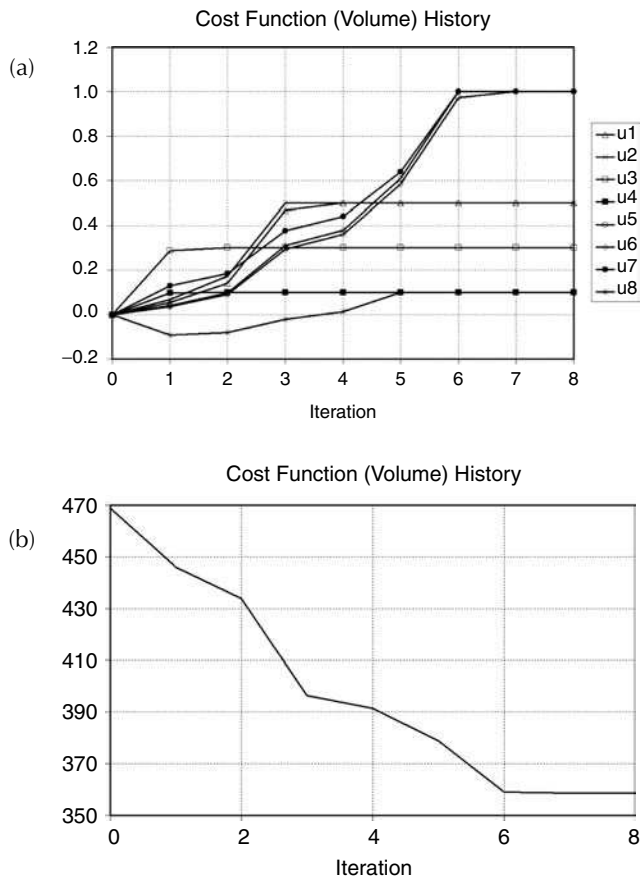 Cost Function (Volume) History
(a)
1.2
1.0
0.8
0.6
0.4
0.2
0.0
–0.2
0 1 2 3 4 5 6 7 8
Iteration
u1
u2
u3
u4
u5
u6
u7
u8
Cost Function (Volume) History
(b)
470
450
430
410
390
370
350
0 2 4 6 8
Iteration